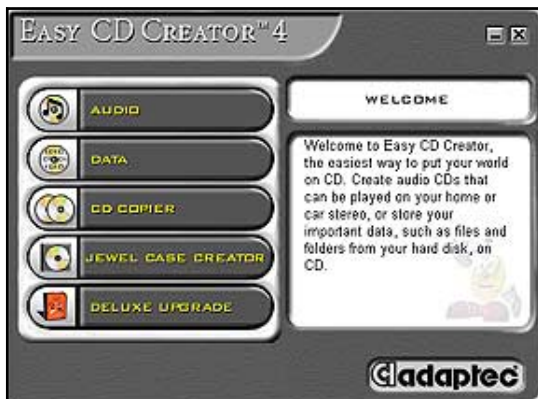 EASY CD CREATOR™ 4
AUDIO
DATA
CD COPIER
JEWEL CASE CREATOR
DELUXE UPGRADE
WELCOME
Welcome to Easy CD Creator,
the easiest way to put your world
on CD. Create audio CDs that
can be played on your home or
car stereo, or store your
important data, such as files and
folders from your hard disk, on
CD.
adaptec